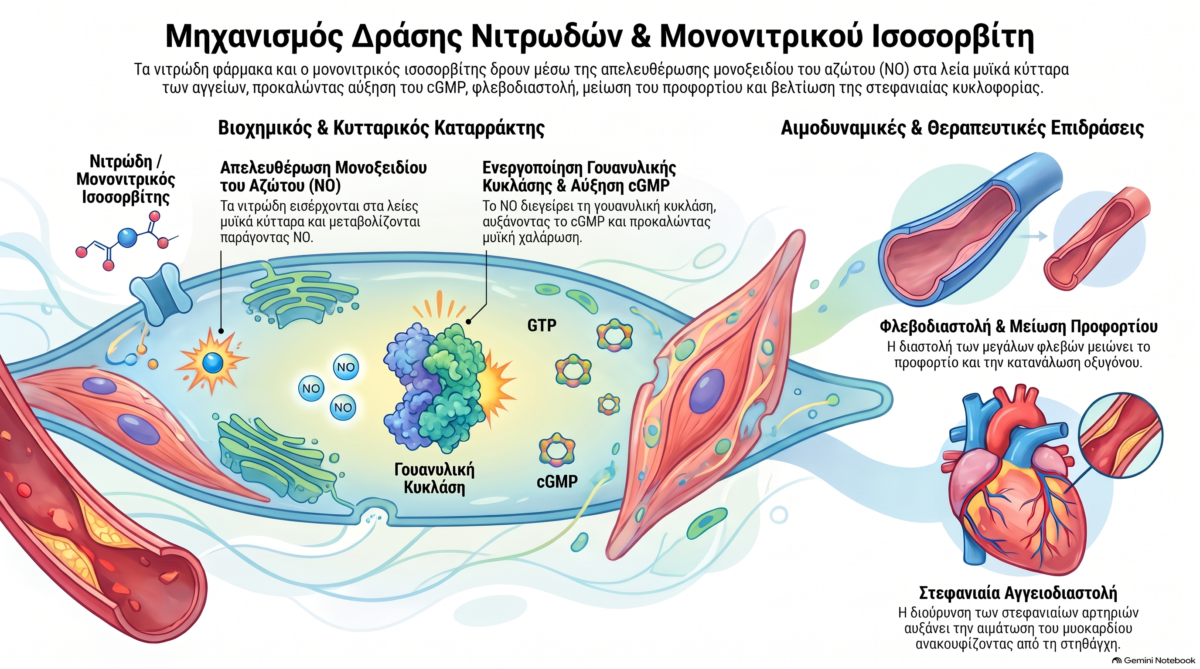 Μηχανισμός Δράσης Νιτρωδών & Μονονιτρικού Ισοσορβίτη
Τα νιτρώδη φάρμακα και ο μονονιτρικός ισοσορβίτης δρουν μέσω της απελευθέρωσης μονοξειδίου του αζώτου (NO) στα λεία μυϊκά κύτταρα
των αγγείων, προκαλώντας αύξηση του cGMP, φλεβοδιαστολή, μείωση του προφορτίου και βελτίωση της στεφανιαίας κυκλοφορίας.
Βιοχημικός & Κυτταρικός Καταρράκτης
Νιτρώδη /
Μονονιτρικός
Ισοσορβίτης
Απελευθέρωση Μονοξειδίου
του Αζώτου (NO)
Τα νιτρώδη εισέρχονται στα λείες
μυϊκά κύτταρα και μεταβολίζονται
παράγοντας NO.
Ενεργοποίηση Γουανυλικής
Κυκλάσης & Αύξηση cGMP
Το NO διεγείρει τη γουανυλική κυκλάση,
αυξάνοντας το cGMP και προκαλώντας
μυϊκή χαλάρωση.
NO
NO
NO
Γουανυλική
Κυκλάση
GTP
cGMP
Αιμοδυναμικές & Θεραπευτικές Επιδράσεις
Φλεβοδιαστολή & Μείωση Προφορτίου
Η διαστολή των μεγάλων φλεβών μειώνει το
προφορτίο και την κατανάλωση οξυγόνου.
Στεφανιαία Αγγειοδιαστολή
Η διούρυνση των στεφανιαίων αρτηριών
αυξάνει την αιμάτωση του μυοκαρδίου
ανακουφίζοντας από τη στηθάγχη.
Gemini Notebook